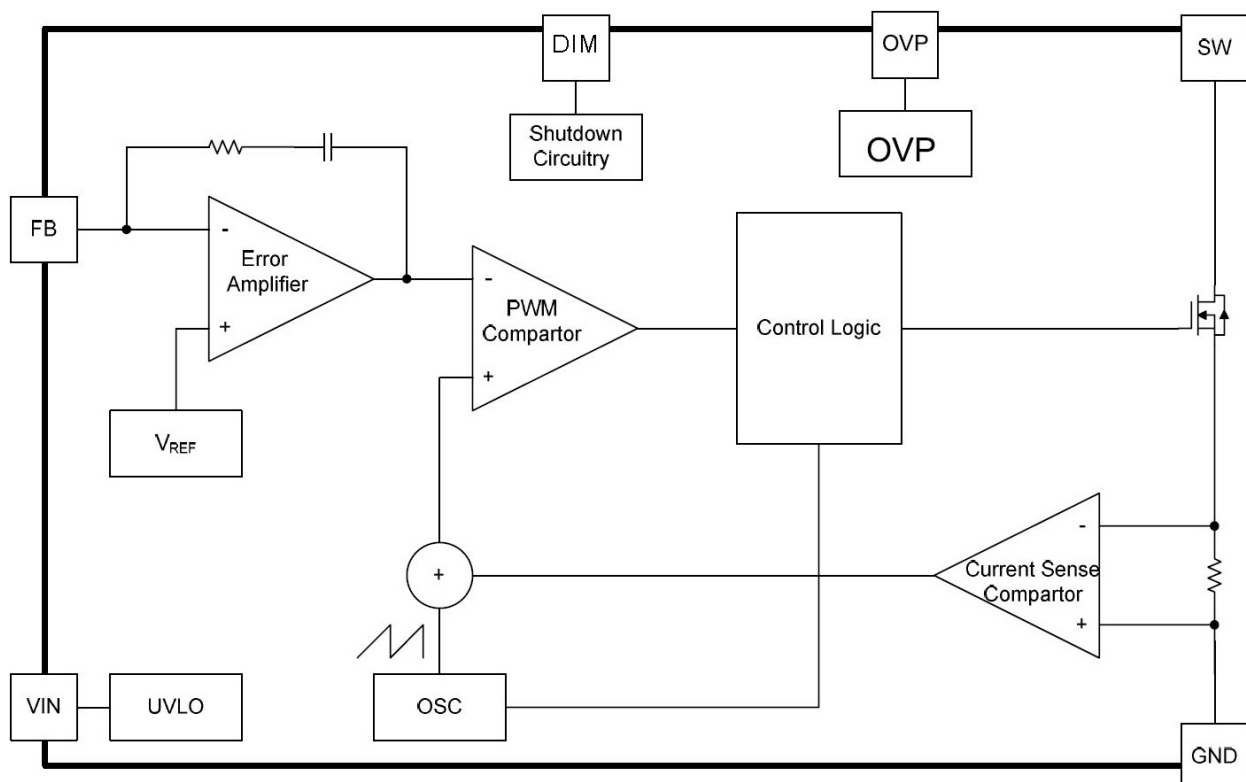 DIM
OVP
SW
Shutdown
Circuitry
OVP
FB
-
Error
Amplifier
+
-
PWM
Compartor
+
Control Logic
VREF
-
Current Sense
Compartor
+
+
VIN
UVLO
OSC
GND